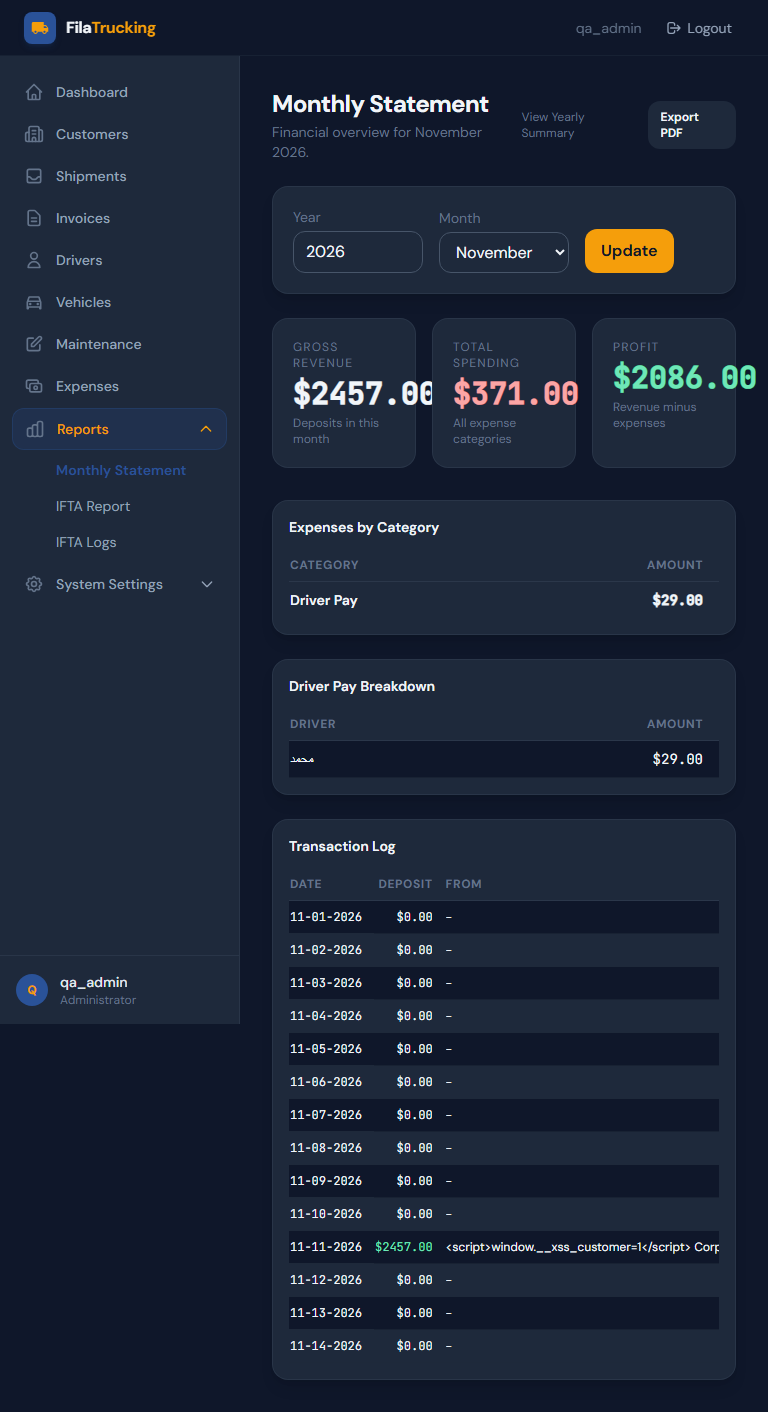 FilaTrucking
qa_admin
Logout
Dashboard
Customers
Shipments
Invoices
Drivers
Vehicles
Maintenance
Expenses
Reports
Monthly Statement
IFTA Report
IFTA Logs
System Settings
Q
qa_admin
Administrator
Monthly Statement
Financial overview for November
2026.
View Yearly
Summary
Export
PDF
Year
2026
Month
November
Update
GROSS
REVENUE
$2457.00
Deposits in this
month
TOTAL
SPENDING
$371.00
All expense
categories
PROFIT
$2086.00
Revenue minus
expenses
Expenses by Category
CATEGORY AMOUNT
Driver Pay $29.00
Driver Pay Breakdown
DRIVER AMOUNT
محمد $29.00
Transaction Log
DATE DEPOSIT FROM
11-01-2026 $0.00 –
11-02-2026 $0.00 –
11-03-2026 $0.00 –
11-04-2026 $0.00 –
11-05-2026 $0.00 –
11-06-2026 $0.00 –
11-07-2026 $0.00 –
11-08-2026 $0.00 –
11-09-2026 $0.00 –
11-10-2026 $0.00 –
11-11-2026 $2457.00 <script>window.__xss_customer=1</script> Corp
11-12-2026 $0.00 –
11-13-2026 $0.00 –
11-14-2026 $0.00 –